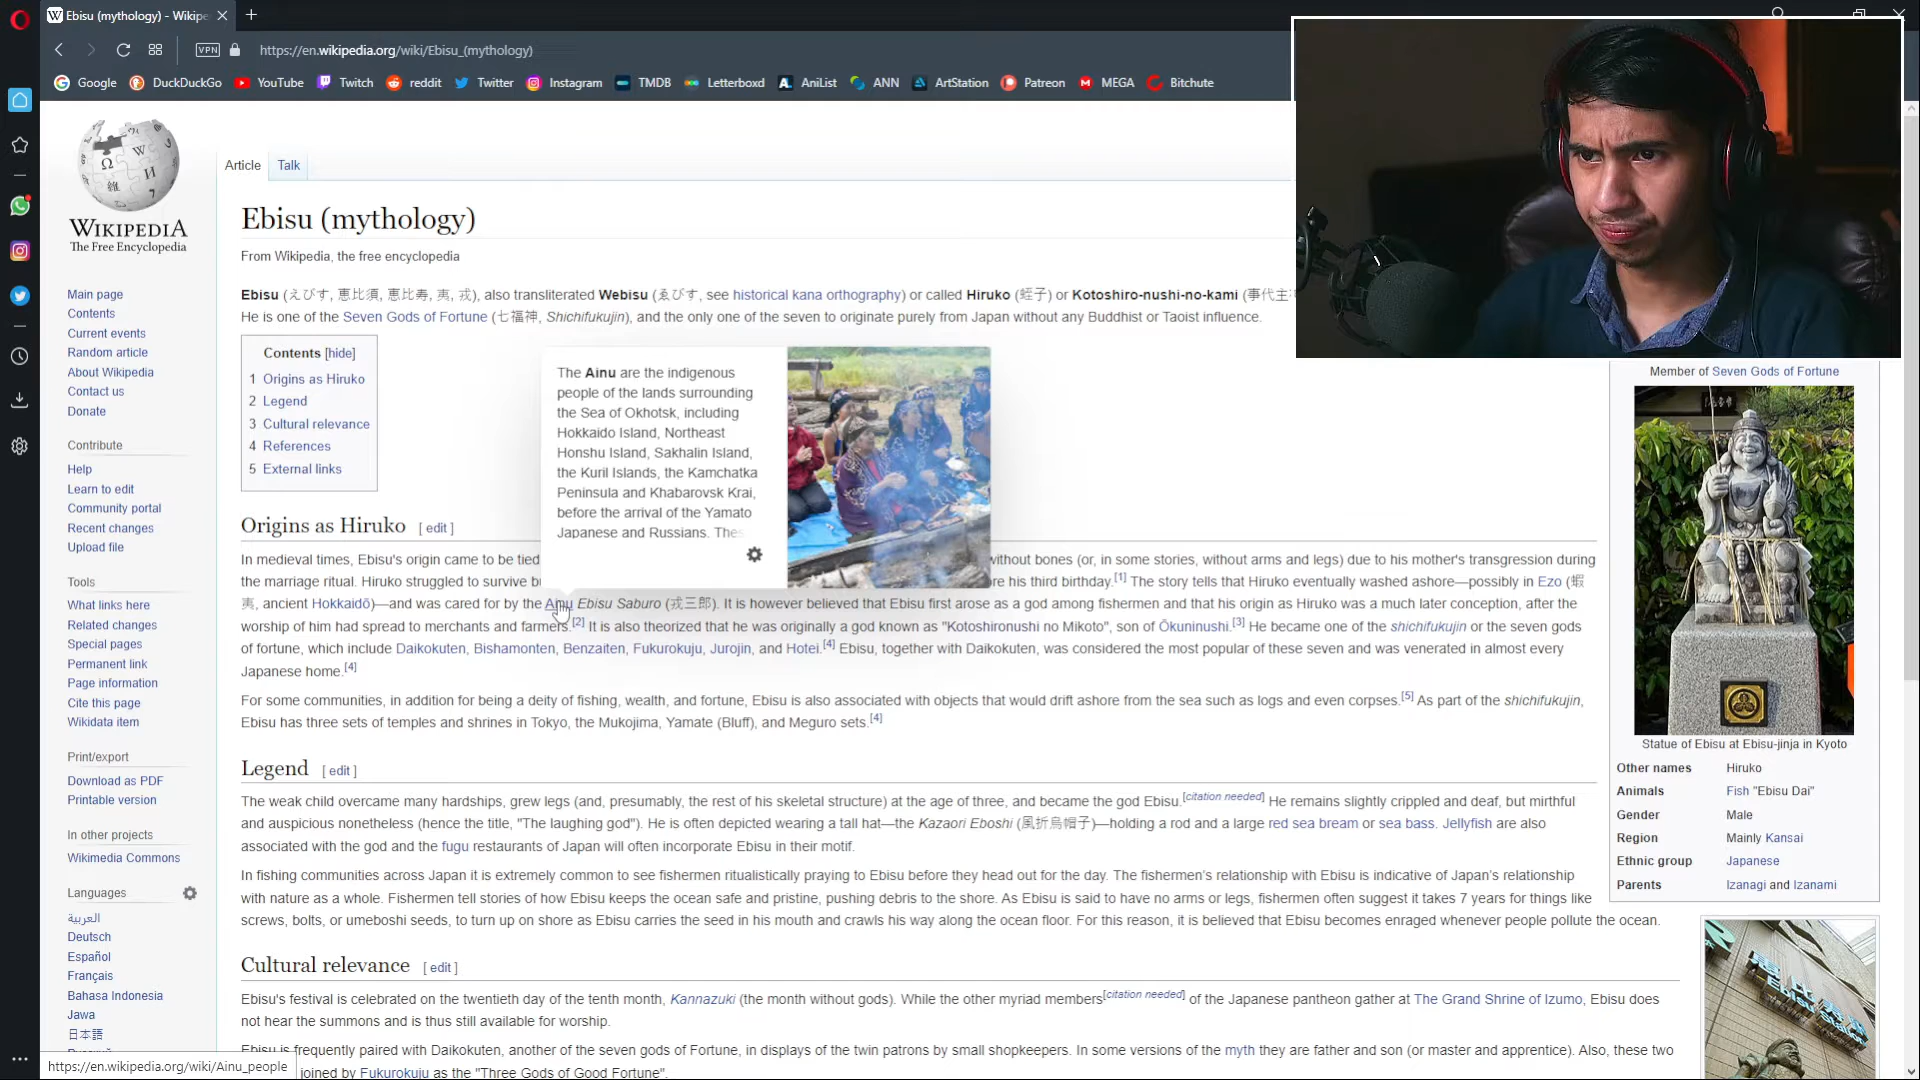 Ebisu (mythology) - Wikipe
VPN
https://en.wikipedia.org/wiki/Ebisu_(mythology)
Google DuckDuckGo YouTube Twitch reddit Twitter Instagram TMDB Letterboxd AniList ANN ArtStation Patreon MEGA Bitchute
WIKIPEDIA
The Free Encyclopedia
Main page
Contents
Current events
Random article
About Wikipedia
Contact us
Donate
Contribute
Help
Learn to edit
Community portal
Recent changes
Upload file
Tools
What links here
Related changes
Special pages
Permanent link
Page information
Cite this page
Wikidata item
Print/export
Download as PDF
Printable version
In other projects
Wikimedia Commons
Languages
العربية
Deutsch
Español
Français
Bahasa Indonesia
Jawa
日本語
https://en.wikipedia.org/wiki/Ainu_people
Article Talk
Ebisu (mythology)
From Wikipedia, the free encyclopedia
Ebisu (えびす, 恵比須, 恵比寿, 夷, 戎), also transliterated Webisu (ゑびす, see historical kana orthography) or called Hiruko (蛭子) or Kotoshiro-nushi-no-kami (事代主
He is one of the Seven Gods of Fortune (七福神, Shichifukujin), and the only one of the seven to originate purely from Japan without any Buddhist or Taoist influence.
Contents [hide]
1 Origins as Hiruko
2 Legend
3 Cultural relevance
4 References
5 External links
The Ainu are the indigenous
people of the lands surrounding
the Sea of Okhotsk, including
Hokkaido Island, Northeast
Honshu Island, Sakhalin Island,
the Kuril Islands, the Kamchatka
Peninsula and Khabarovsk Krai,
before the arrival of the Yamato
Japanese and Russians. Thes
Origins as Hiruko [ edit ]
In medieval times, Ebisu's origin came to be tied without bones (or, in some stories, without arms and legs) due to his mother's transgression during
the marriage ritual. Hiruko struggled to survive b re his third birthday.[1] The story tells that Hiruko eventually washed ashore—possibly in Ezo (蝦
夷, ancient Hokkaidō)—and was cared for by the Ainu Ebisu Saburo (戎三郎). It is however believed that Ebisu first arose as a god among fishermen and that his origin as Hiruko was a much later conception, after the
worship of him had spread to merchants and farmers.[2] It is also theorized that he was originally a god known as "Kotoshironushi no Mikoto", son of Ōkuninushi.[3] He became one of the shichifukujin or the seven gods
of fortune, which include Daikokuten, Bishamonten, Benzaiten, Fukurokuju, Jurojin, and Hotei.[4] Ebisu, together with Daikokuten, was considered the most popular of these seven and was venerated in almost every
Japanese home.[4]
For some communities, in addition for being a deity of fishing, wealth, and fortune, Ebisu is also associated with objects that would drift ashore from the sea such as logs and even corpses.[5] As part of the shichifukujin,
Ebisu has three sets of temples and shrines in Tokyo, the Mukojima, Yamate (Bluff), and Meguro sets.[4]
Legend [ edit ]
The weak child overcame many hardships, grew legs (and, presumably, the rest of his skeletal structure) at the age of three, and became the god Ebisu.[citation needed] He remains slightly crippled and deaf, but mirthful
and auspicious nonetheless (hence the title, "The laughing god"). He is often depicted wearing a tall hat—the Kazaori Eboshi (風折烏帽子)—holding a rod and a large red sea bream or sea bass. Jellyfish are also
associated with the god and the fugu restaurants of Japan will often incorporate Ebisu in their motif.
In fishing communities across Japan it is extremely common to see fishermen ritualistically praying to Ebisu before they head out for the day. The fishermen's relationship with Ebisu is indicative of Japan's relationship
with nature as a whole. Fishermen tell stories of how Ebisu keeps the ocean safe and pristine, pushing debris to the shore. As Ebisu is said to have no arms or legs, fishermen often suggest it takes 7 years for things like
screws, bolts, or umeboshi seeds, to turn up on shore as Ebisu carries the seed in his mouth and crawls his way along the ocean floor. For this reason, it is believed that Ebisu becomes enraged whenever people pollute the ocean.
Cultural relevance [ edit ]
Ebisu's festival is celebrated on the twentieth day of the tenth month, Kannazuki (the month without gods). While the other myriad members[citation needed] of the Japanese pantheon gather at The Grand Shrine of Izumo, Ebisu does
not hear the summons and is thus still available for worship.
Ebisu is frequently paired with Daikokuten, another of the seven gods of Fortune, in displays of the twin patrons by small shopkeepers. In some versions of the myth they are father and son (or master and apprentice). Also, these two
joined by Fukurokuju as the "Three Gods of Good Fortune".
Member of Seven Gods of Fortune
Statue of Ebisu at Ebisu-jinja in Kyoto
Other names Hiruko
Animals Fish "Ebisu Dai"
Gender Male
Region Mainly Kansai
Ethnic group Japanese
Parents Izanagi and Izanami
恵比寿駅
Ebisu Station